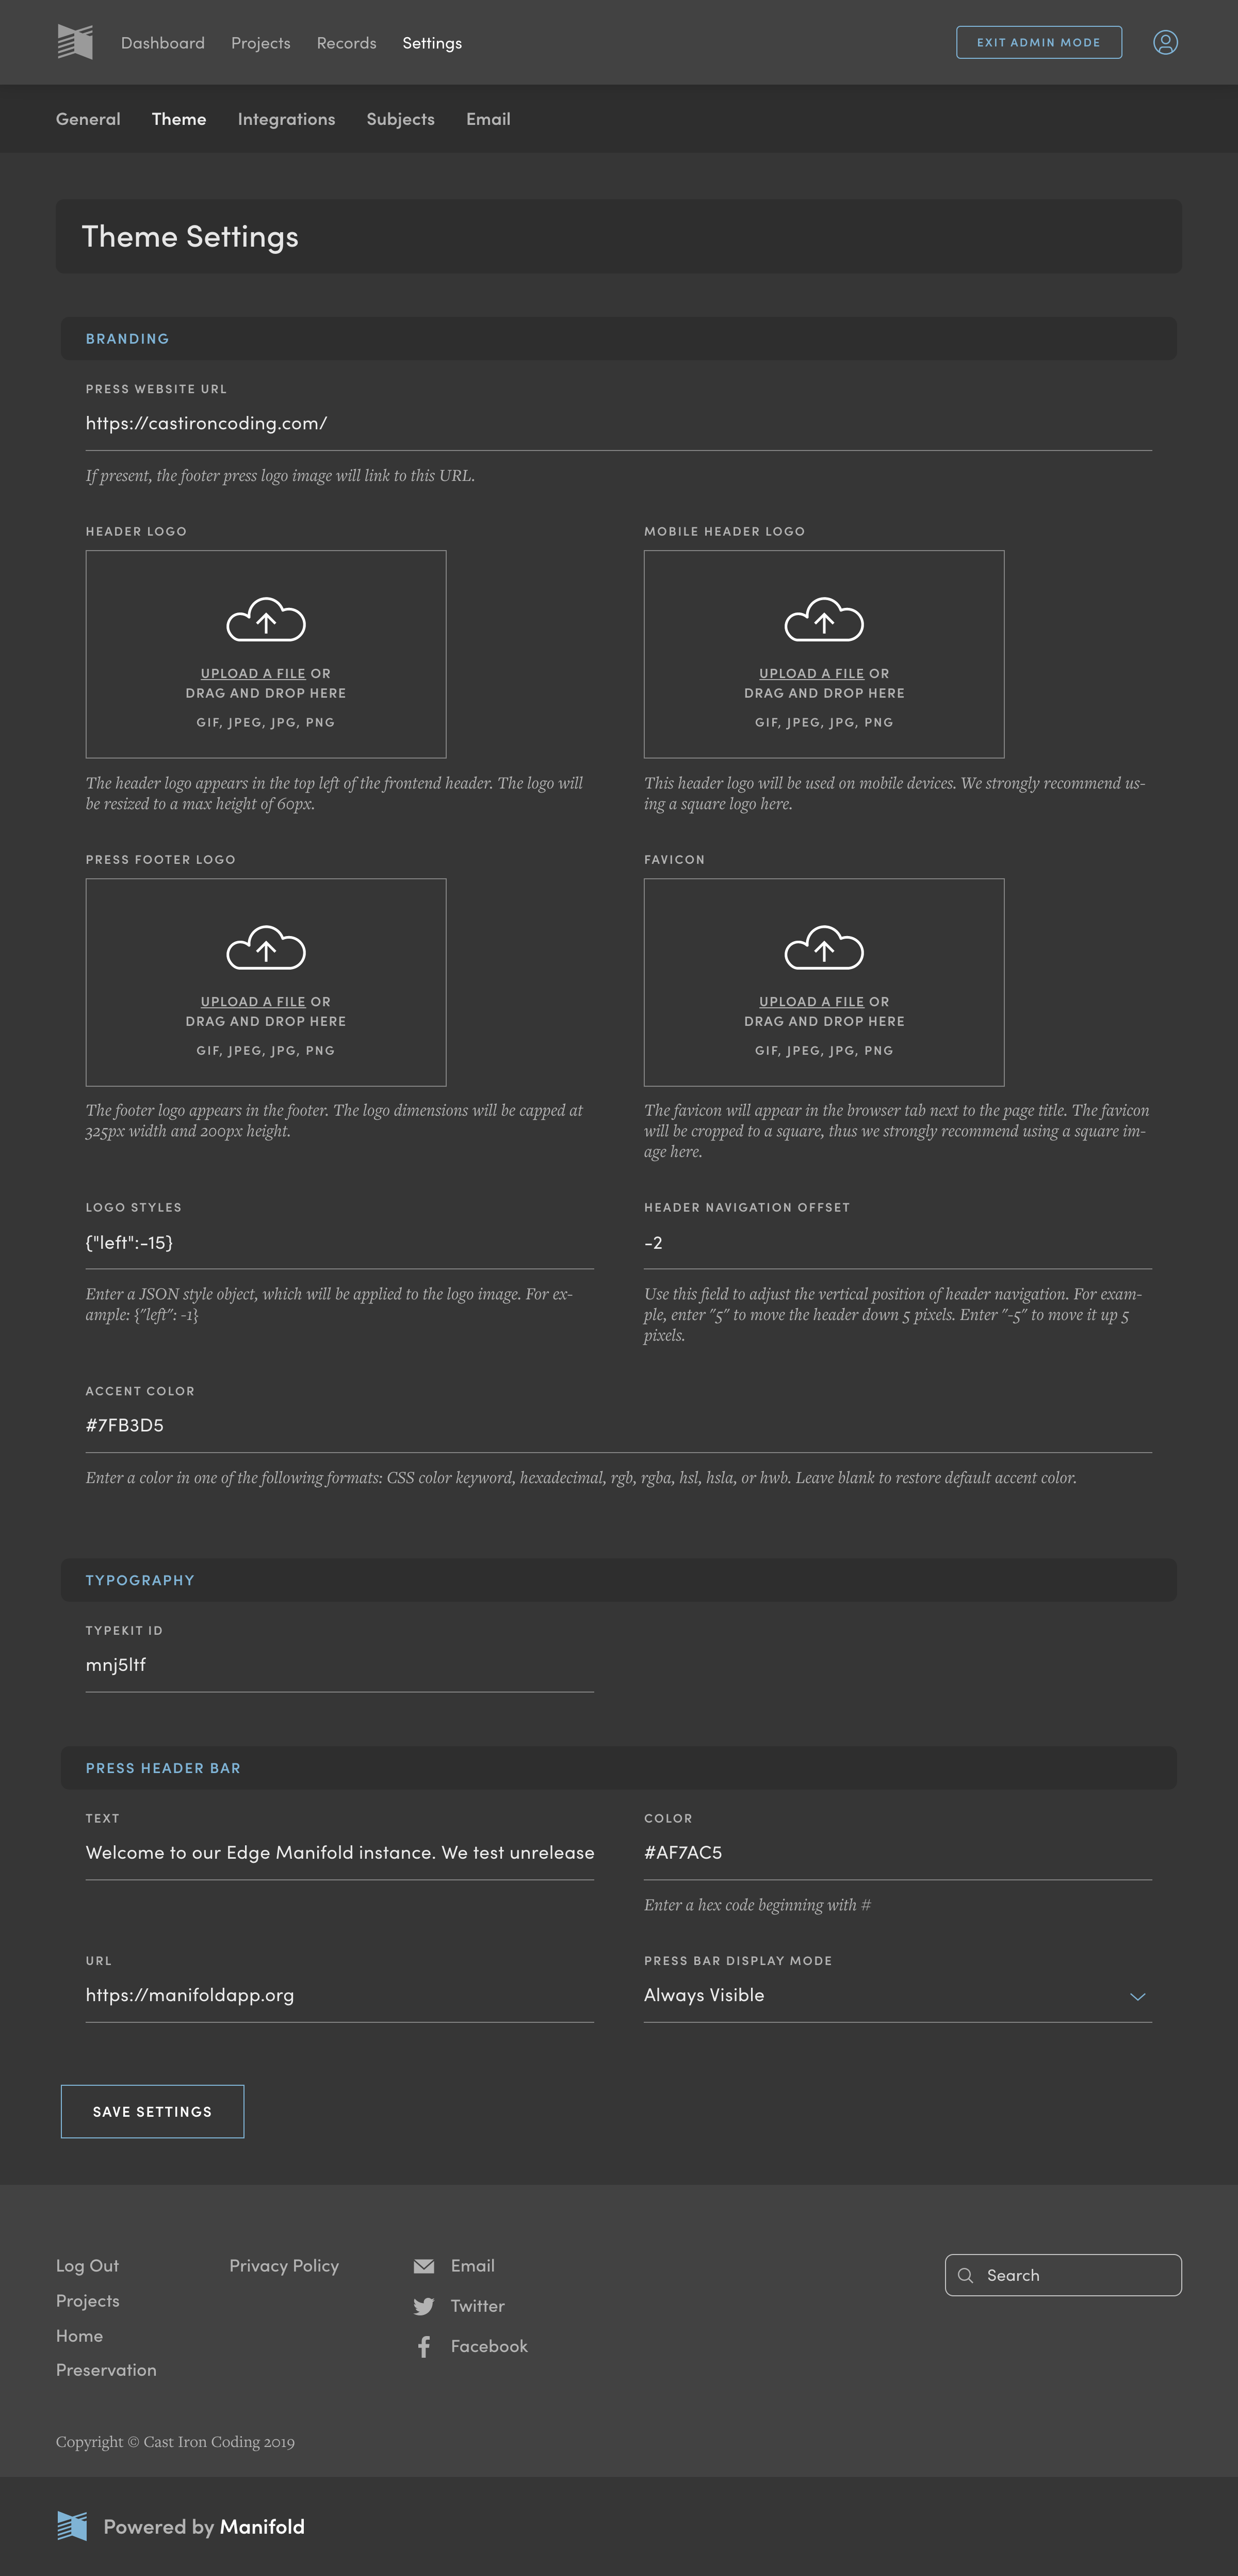 Dashboard Projects Records Settings EXIT ADMIN MODE
General Theme Integrations Subjects Email
Theme Settings
BRANDING
PRESS WEBSITE URL
https://castironcoding.com/
If present, the footer press logo image will link to this URL.
HEADER LOGO
UPLOAD A FILE OR
DRAG AND DROP HERE
GIF, JPEG, JPG, PNG
The header logo appears in the top left of the frontend header. The logo will
be resized to a max height of 60px.
MOBILE HEADER LOGO
UPLOAD A FILE OR
DRAG AND DROP HERE
GIF, JPEG, JPG, PNG
This header logo will be used on mobile devices. We strongly recommend us-
ing a square logo here.
PRESS FOOTER LOGO
UPLOAD A FILE OR
DRAG AND DROP HERE
GIF, JPEG, JPG, PNG
The footer logo appears in the footer. The logo dimensions will be capped at
325px width and 200px height.
FAVICON
UPLOAD A FILE OR
DRAG AND DROP HERE
GIF, JPEG, JPG, PNG
The favicon will appear in the browser tab next to the page title. The favicon
will be cropped to a square, thus we strongly recommend using a square im-
age here.
LOGO STYLES
{"left":-15}
Enter a JSON style object, which will be applied to the logo image. For ex-
ample: {"left": -1}
HEADER NAVIGATION OFFSET
-2
Use this field to adjust the vertical position of header navigation. For exam-
ple, enter "5" to move the header down 5 pixels. Enter "-5" to move it up 5
pixels.
ACCENT COLOR
#7FB3D5
Enter a color in one of the following formats: CSS color keyword, hexadecimal, rgb, rgba, hsl, hsla, or hwb. Leave blank to restore default accent color.
TYPOGRAPHY
TYPEKIT ID
mnj5ltf
PRESS HEADER BAR
TEXT
Welcome to our Edge Manifold instance. We test unrelease
COLOR
#AF7AC5
Enter a hex code beginning with #
URL
https://manifoldapp.org
PRESS BAR DISPLAY MODE
Always Visible
SAVE SETTINGS
Log Out
Projects
Home
Preservation
Privacy Policy
Email
Twitter
Facebook
Search
Copyright © Cast Iron Coding 2019
Powered by Manifold